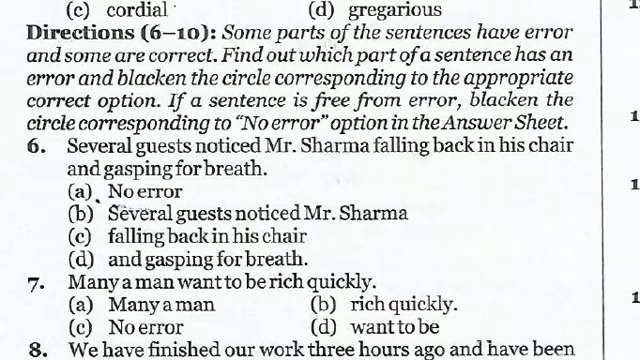 (c) cordial (d) gregarious
Directions (6–10): Some parts of the sentences have error
and some are correct. Find out which part of a sentence has an
error and blacken the circle corresponding to the appropriate
correct option. If a sentence is free from error, blacken the
circle corresponding to "No error" option in the Answer Sheet.
6. Several guests noticed Mr. Sharma falling back in his chair
and gasping for breath.
(a) No error
(b) Several guests noticed Mr. Sharma
(c) falling back in his chair
(d) and gasping for breath.
7. Many a man want to be rich quickly.
(a) Many a man (b) rich quickly.
(c) No error (d) want to be
8. We have finished our work three hours ago and have been